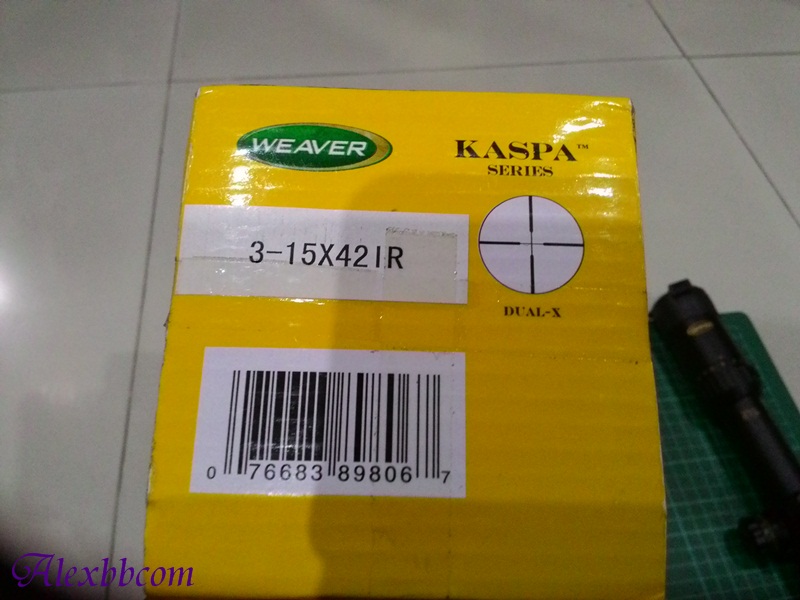 WEAVER
KASPA™
SERIES
3-15X42IR
DUAL-X
0 76683 89806 7
Alexbbcom